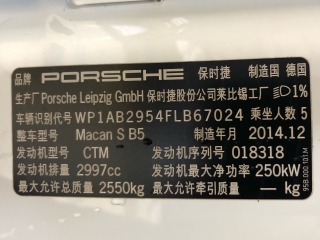 品牌 PORSCHE 保时捷 制造国 德国
生产厂 Porsche Leipzig GmbH 保时捷股份公司莱比锡工厂 1%
车辆识别代号 WP1AB2954FLB67024 乘坐人数 5
整车型号 Macan S B5 制造年月 2014.12
发动机型号 CTM 发动机序列号 018318
发动机排量 2997cc 发动机最大净功率 250kW
最大允许总质量 2550kg 最大允许牵引质量 — kg
95B.000.101.M